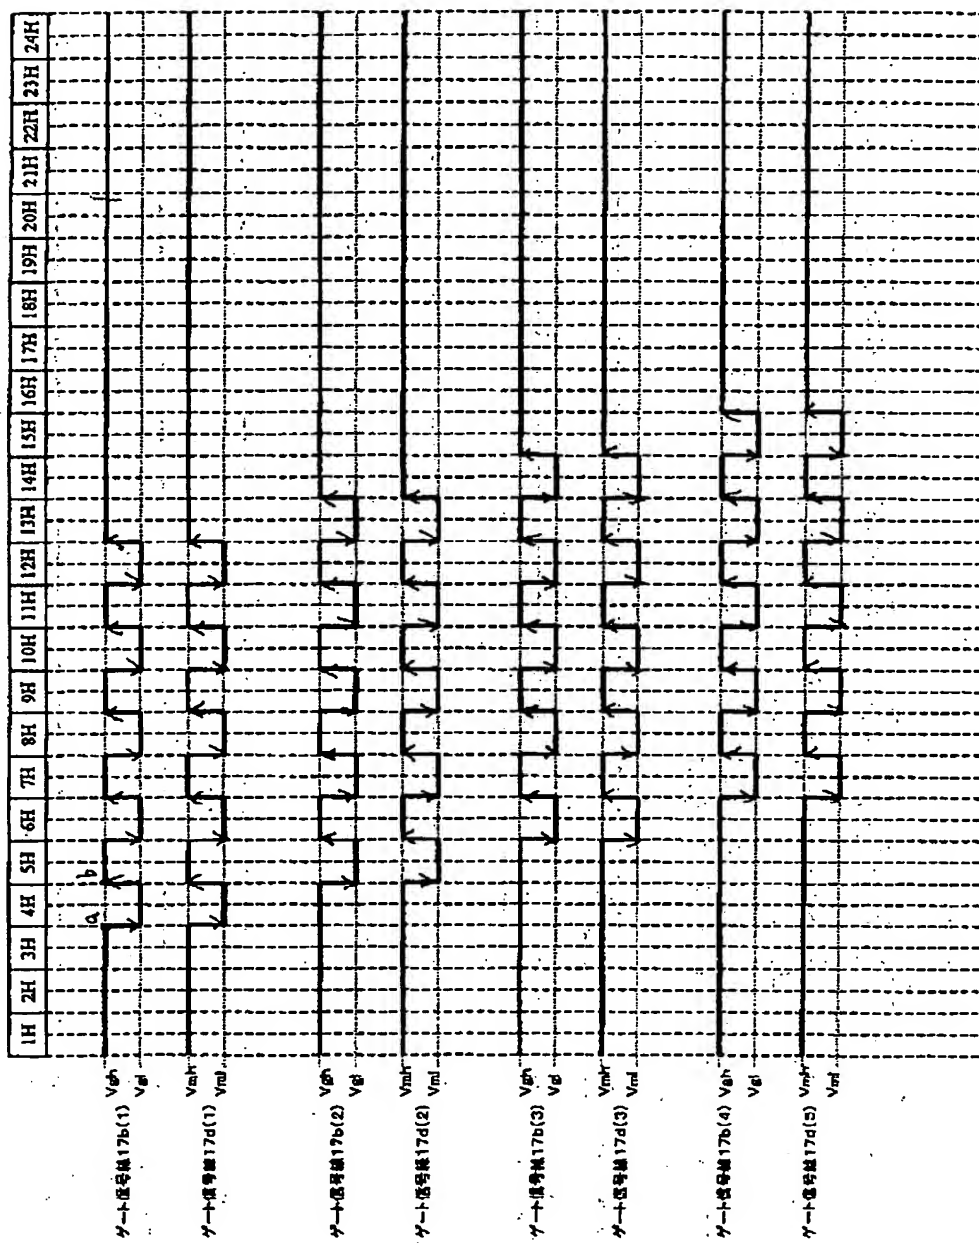 1H 2H 3H 4H 5H 6H 7H 8H 9H 10H 11H 12H 13H 14H 15H 16H 17H 18H 19H 20H 21H 22H 23H 24H
a b
ゲート信号線17b(1) Vgh
Vgl
ゲート信号線17d(1) Vmh
Vml
ゲート信号線17b(2) Vgh
Vgl
ゲート信号線17d(2) Vmh
Vml
ゲート信号線17b(3) Vgh
Vgl
ゲート信号線17d(3) Vmh
Vml
ゲート信号線17b(4) Vgh
Vgl
ゲート信号線17d(5) Vmh
Vml